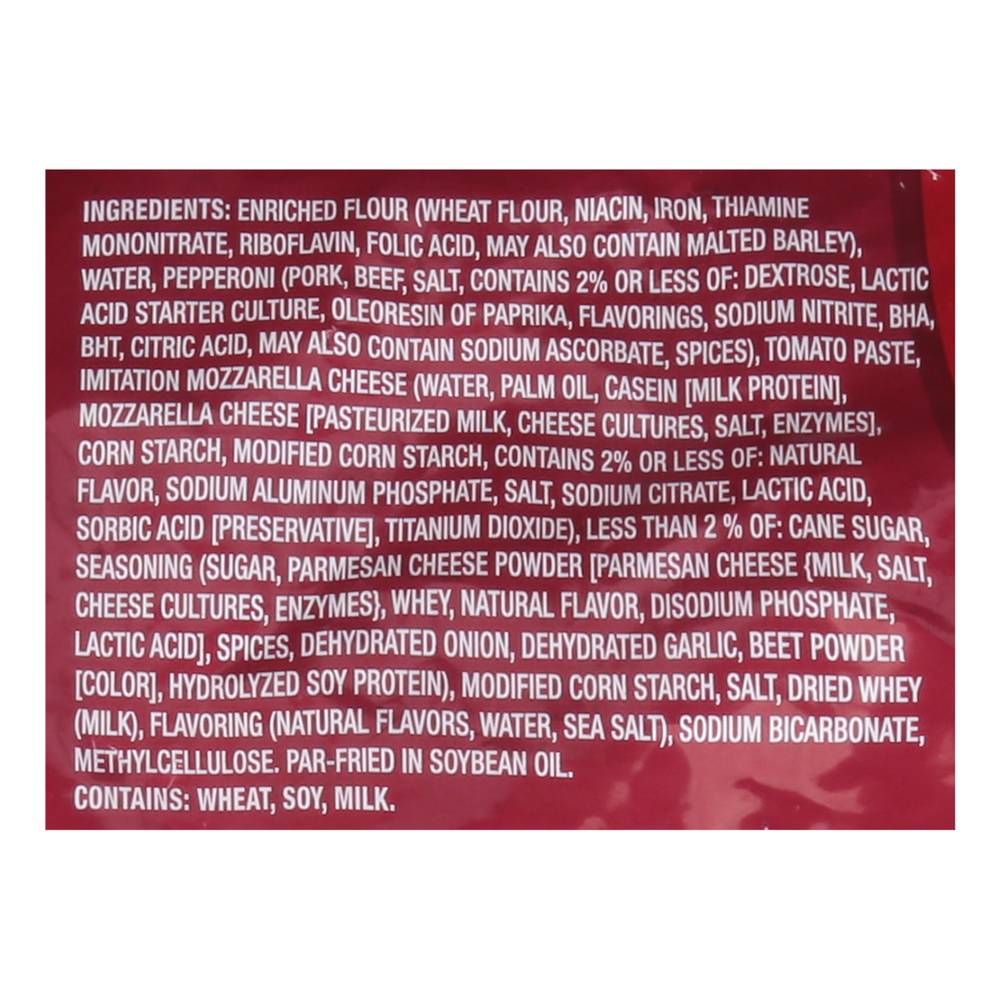 INGREDIENTS: ENRICHED FLOUR (WHEAT FLOUR, NIACIN, IRON, THIAMINE
MONONITRATE, RIBOFLAVIN, FOLIC ACID, MAY ALSO CONTAIN MALTED BARLEY),
WATER, PEPPERONI (PORK, BEEF, SALT, CONTAINS 2% OR LESS OF: DEXTROSE, LACTIC
ACID STARTER CULTURE, OLEORESIN OF PAPRIKA, FLAVORINGS, SODIUM NITRITE, BHA,
BHT, CITRIC ACID, MAY ALSO CONTAIN SODIUM ASCORBATE, SPICES), TOMATO PASTE,
IMITATION MOZZARELLA CHEESE (WATER, PALM OIL, CASEIN [MILK PROTEIN],
MOZZARELLA CHEESE [PASTEURIZED MILK, CHEESE CULTURES, SALT, ENZYMES],
CORN STARCH, MODIFIED CORN STARCH, CONTAINS 2% OR LESS OF: NATURAL
FLAVOR, SODIUM ALUMINUM PHOSPHATE, SALT, SODIUM CITRATE, LACTIC ACID,
SORBIC ACID [PRESERVATIVE], TITANIUM DIOXIDE), LESS THAN 2 % OF: CANE SUGAR,
SEASONING (SUGAR, PARMESAN CHEESE POWDER [PARMESAN CHEESE {MILK, SALT,
CHEESE CULTURES, ENZYMES}, WHEY, NATURAL FLAVOR, DISODIUM PHOSPHATE,
LACTIC ACID], SPICES, DEHYDRATED ONION, DEHYDRATED GARLIC, BEET POWDER
[COLOR], HYDROLYZED SOY PROTEIN), MODIFIED CORN STARCH, SALT, DRIED WHEY
(MILK), FLAVORING (NATURAL FLAVORS, WATER, SEA SALT), SODIUM BICARBONATE,
METHYLCELLULOSE. PAR-FRIED IN SOYBEAN OIL.
CONTAINS: WHEAT, SOY, MILK.